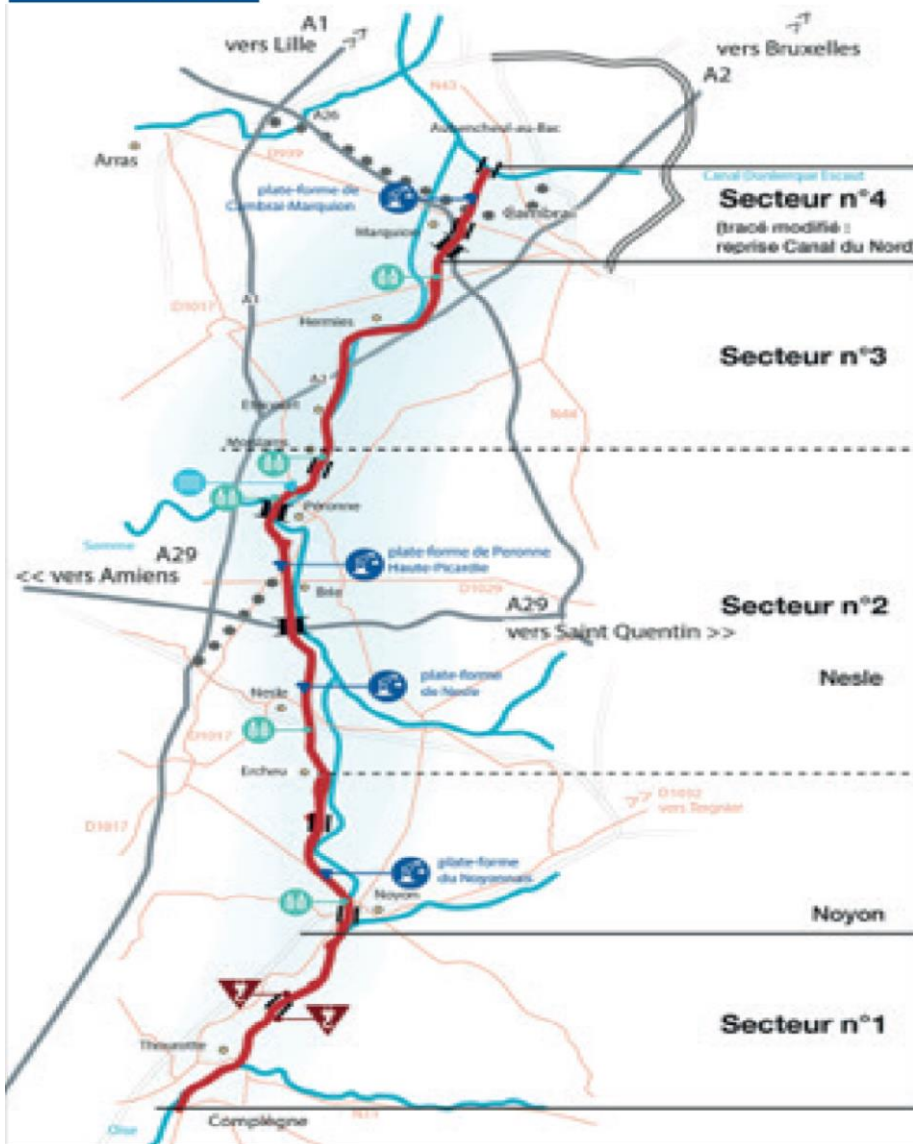 A1
vers Lille
vers Bruxelles
A2
N43
A26
Aubencheul-au-Bac
Arras
D939
Canal Dunkerque Escaut
plate-forme de
Cambrai-Marquion
Secteur n°4
(tracé modifié :
reprise Canal du Nord)
Cambrai
Marquion
D1017
A1
Hermies
Secteur n°3
A2
N44
Moislains
Péronne
Somme
A29
<< vers Amiens
plate-forme de Péronne
Haute-Picardie
Brie
D1029
A29
vers Saint Quentin >>
Secteur n°2
Nesle
plate-forme
de Nesle
Nesle
D1017
Ercheu
D1032
vers Tergnier
D1017
plate-forme
du Noyonnais
Noyon
Noyon
Secteur n°1
Thourotte
Compiègne
Oise